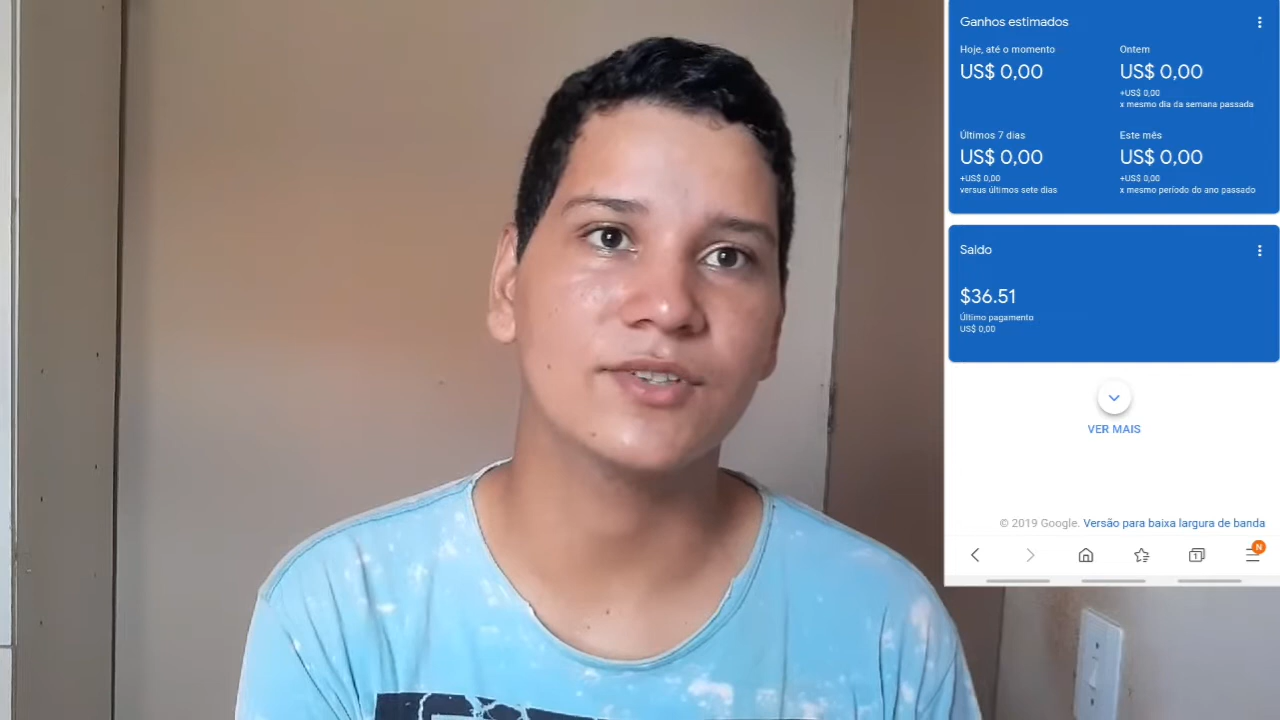 Ganhos estimados
Hoje, até o momento
US$ 0,00
Ontem
US$ 0,00
+US$ 0,00
x mesmo dia da semana passada
Últimos 7 dias
US$ 0,00
+US$ 0,00
versus últimos sete dias
Este mês
US$ 0,00
+US$ 0,00
x mesmo período do ano passado
Saldo
$36.51
Último pagamento
US$ 0,00
VER MAIS
© 2019 Google. Versão para baixa largura de banda
1
N